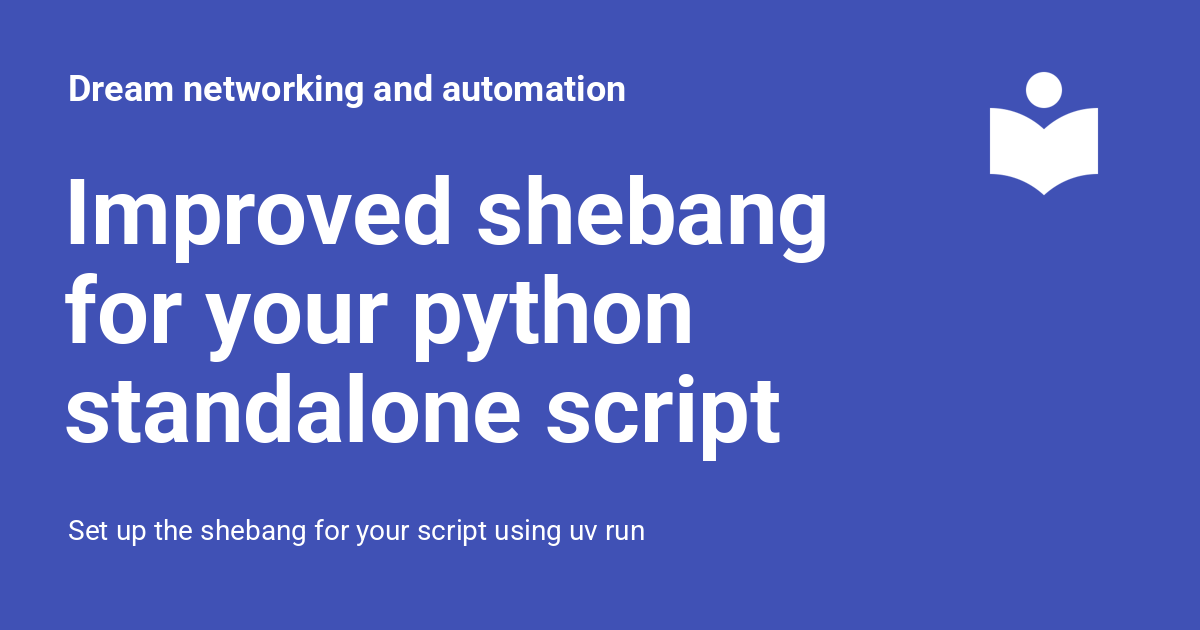 Dream networking and automation
Improved shebang
for your python
standalone script
Set up the shebang for your script using uv run